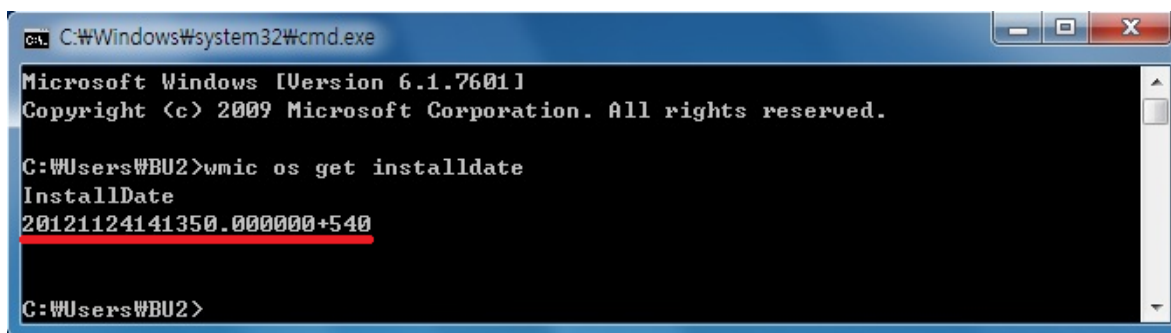 C:₩Windows₩system32₩cmd.exe
Microsoft Windows [Version 6.1.7601]
Copyright (c) 2009 Microsoft Corporation. All rights reserved.
C:₩Users₩BU2>wmic os get installdate
InstallDate
20121124141350.000000+540
C:₩Users₩BU2>